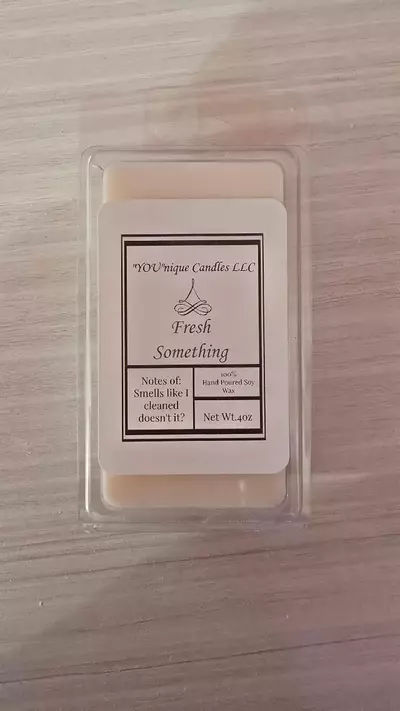 "YOU"nique Candles LLC
Fresh
Something
Notes of:
Smells like I
cleaned
doesn't it?
100%
Hand Poured Soy
Wax
Net Wt.4oz